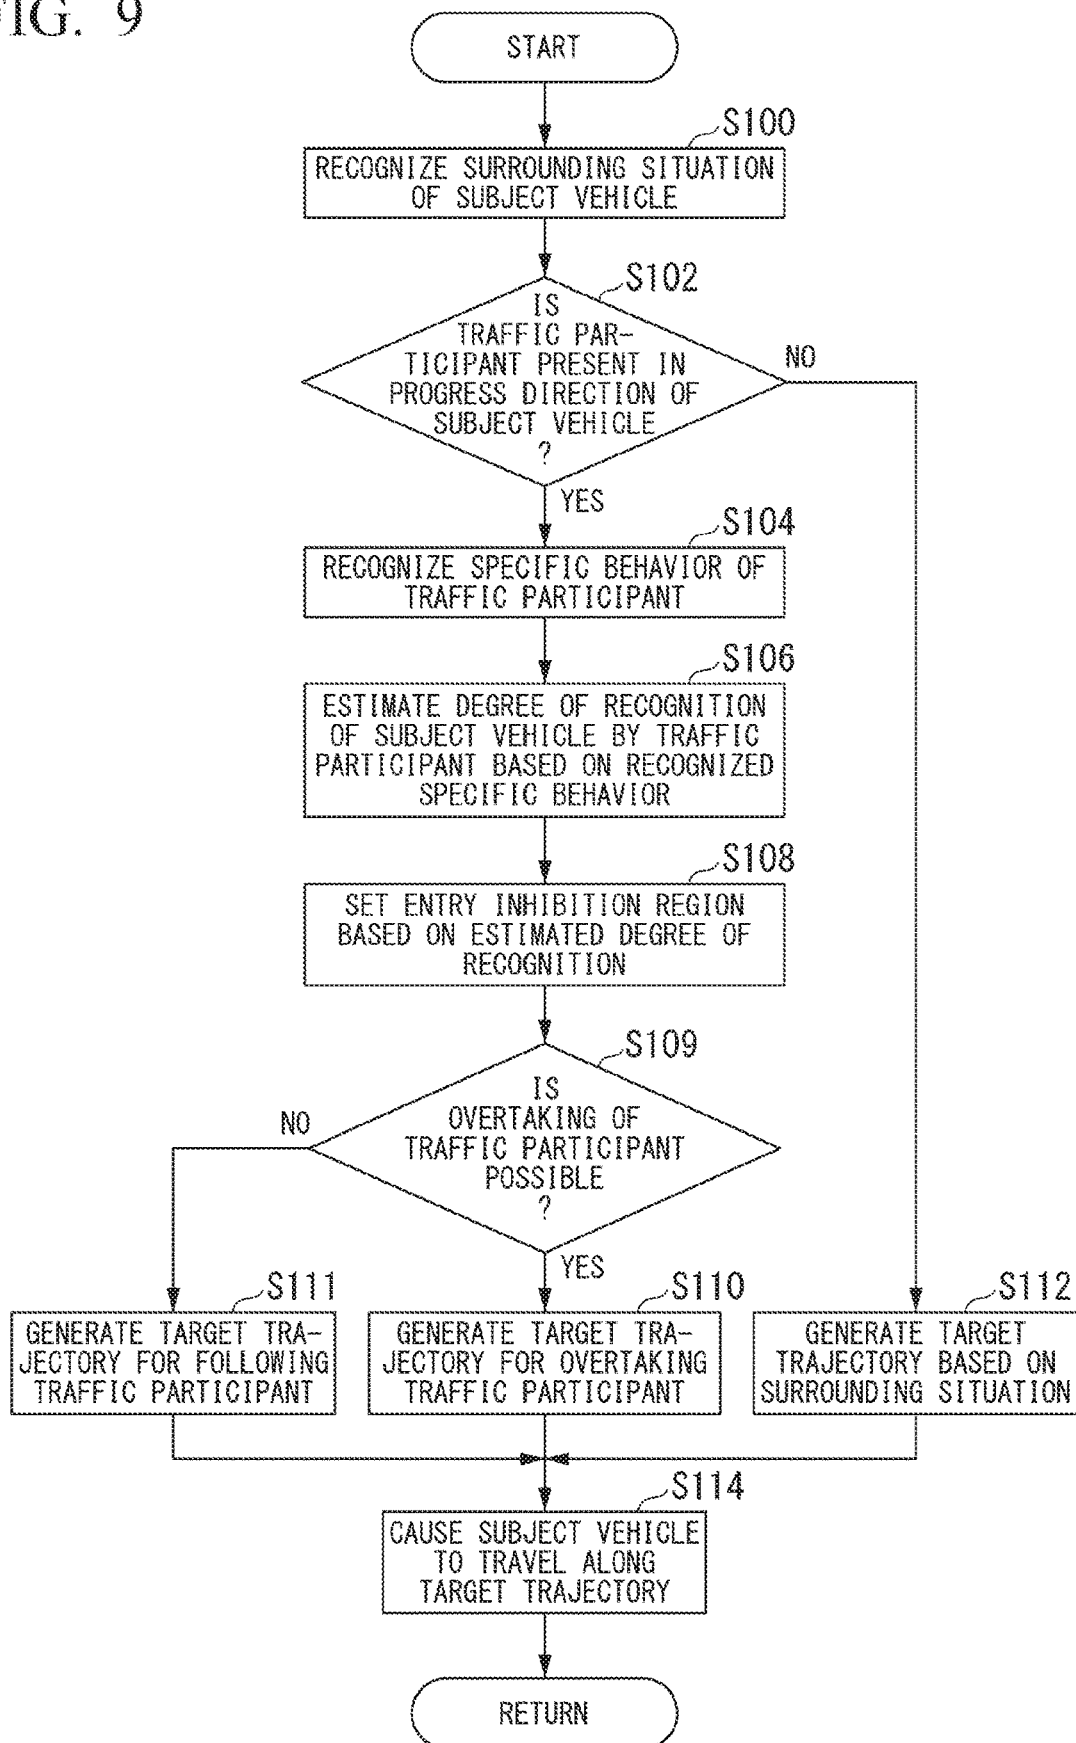 FIG. 9
START
S100
RECOGNIZE SURROUNDING SITUATION
OF SUBJECT VEHICLE
S102
IS
TRAFFIC PAR-
TICIPANT PRESENT IN
PROGRESS DIRECTION OF
SUBJECT VEHICLE
?
NO
YES
S104
RECOGNIZE SPECIFIC BEHAVIOR OF
TRAFFIC PARTICIPANT
S106
ESTIMATE DEGREE OF RECOGNITION
OF SUBJECT VEHICLE BY TRAFFIC
PARTICIPANT BASED ON RECOGNIZED
SPECIFIC BEHAVIOR
S108
SET ENTRY INHIBITION REGION
BASED ON ESTIMATED DEGREE OF
RECOGNITION
S109
IS
OVERTAKING OF
TRAFFIC PARTICIPANT
POSSIBLE
?
NO
YES
S111
GENERATE TARGET TRA-
JECTORY FOR FOLLOWING
TRAFFIC PARTICIPANT
S110
GENERATE TARGET TRA-
JECTORY FOR OVERTAKING
TRAFFIC PARTICIPANT
S112
GENERATE TARGET
TRAJECTORY BASED ON
SURROUNDING SITUATION
S114
CAUSE SUBJECT VEHICLE
TO TRAVEL ALONG
TARGET TRAJECTORY
RETURN